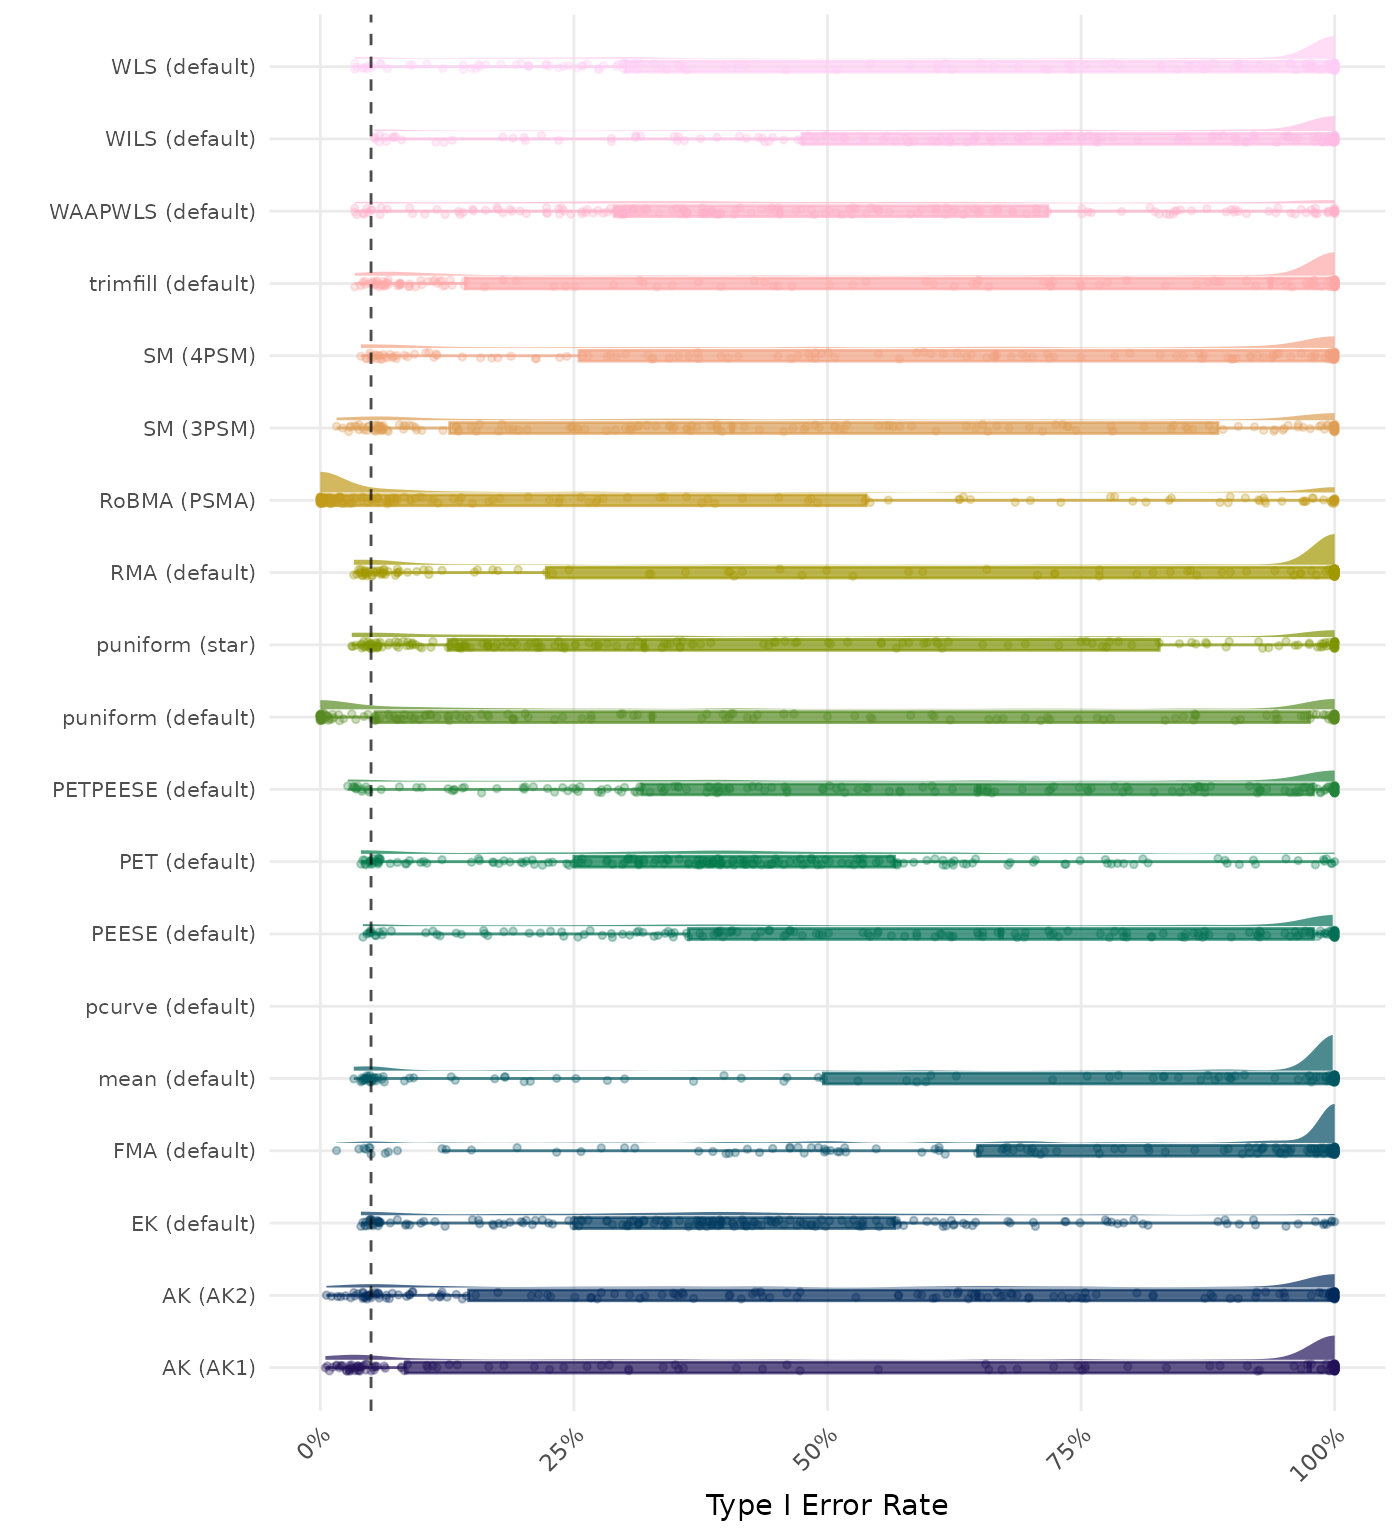 WLS (default)
WILS (default)
WAAPWLS (default)
trimfill (default)
SM (4PSM)
SM (3PSM)
RoBMA (PSMA)
RMA (default)
puniform (star)
puniform (default)
PETPEESE (default)
PET (default)
PEESE (default)
pcurve (default)
mean (default)
FMA (default)
EK (default)
AK (AK2)
AK (AK1)
0% 25% 50% 75% 100%
Type I Error Rate